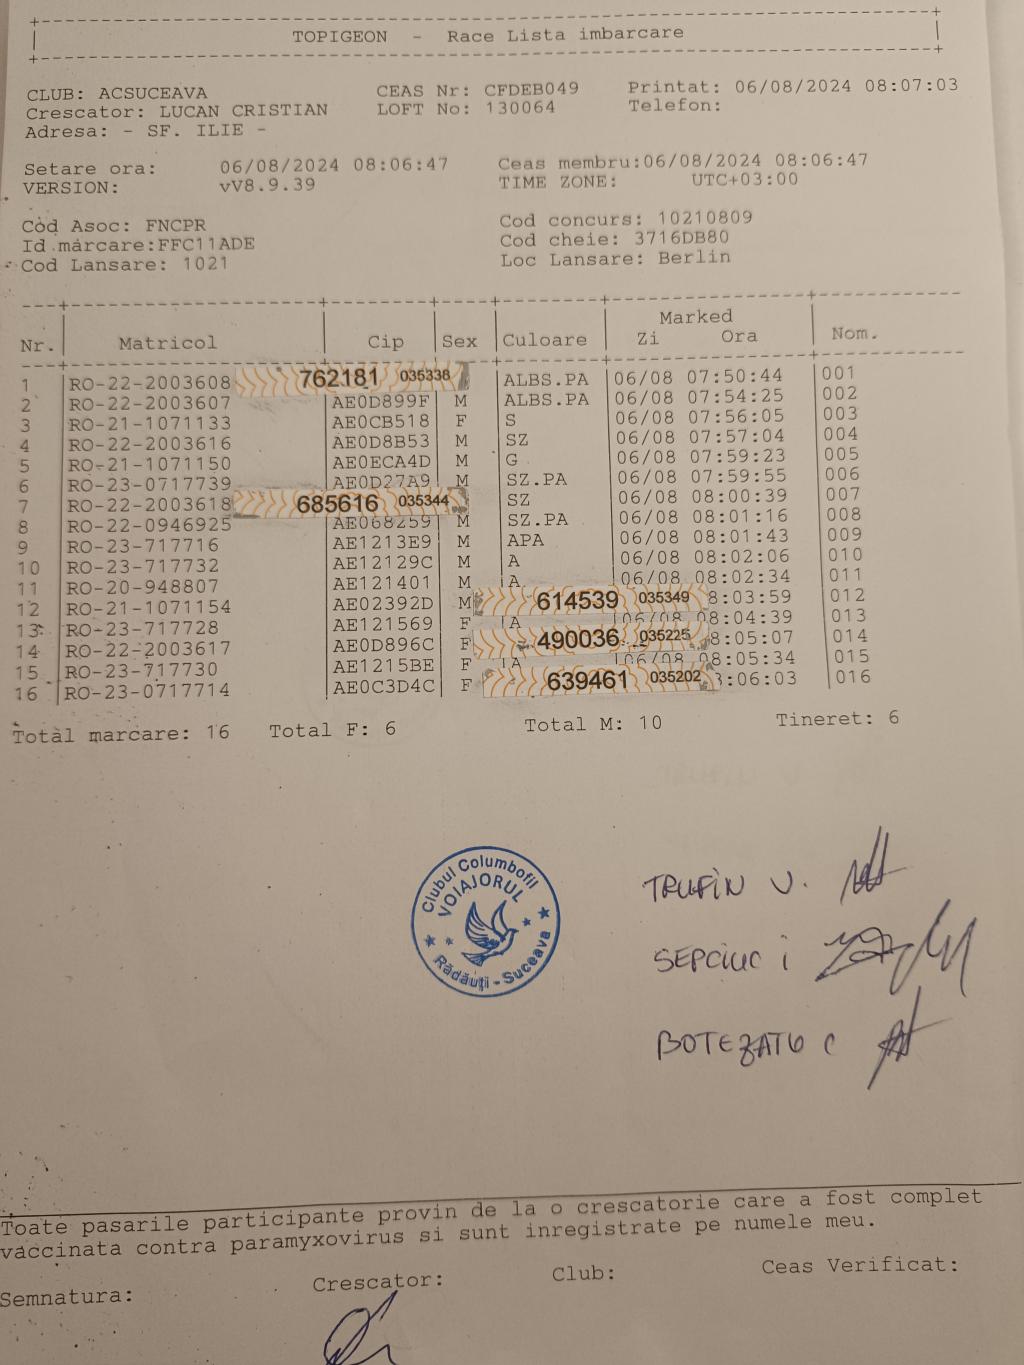 TOPIGEON - Race Lista imbarcare
CLUB: ACSUCEAVA CEAS Nr: CFDEB049 Printat: 06/08/2024 08:07:03
Crescator: LUCAN CRISTIAN LOFT No: 130064 Telefon:
Adresa: - SF. ILIE -
Setare ora: 06/08/2024 08:06:47 Ceas membru:06/08/2024 08:06:47
VERSION: vV8.9.39 TIME ZONE: UTC+03:00
Cod Asoc: FNCPR Cod concurs: 10210809
Id marcare:FFC11ADE Cod cheie: 3716DB80
Cod Lansare: 1021 Loc Lansare: Berlin
Marked
Nr. Matricol Cip Sex Culoare Zi Ora Nom.
1 RO-22-2003608 762181 035338 ALBS.PA 06/08 07:50:44 001
2 RO-22-2003607 AE0D899F M ALBS.PA 06/08 07:54:25 002
3 RO-21-1071133 AE0CB518 F S 06/08 07:56:05 003
4 RO-22-2003616 AE0D8B53 M SZ 06/08 07:57:04 004
5 RO-21-1071150 AE0ECA4D M G 06/08 07:59:23 005
6 RO-23-0717739 AE0D27A9 M SZ.PA 06/08 07:59:55 006
7 RO-22-2003618 685616 035344 SZ 06/08 08:00:39 007
8 RO-22-0946925 AE068259 M SZ.PA 06/08 08:01:16 008
9 RO-23-717716 AE1213E9 M APA 06/08 08:01:43 009
10 RO-23-717732 AE12129C M A 06/08 08:02:06 010
11 RO-20-948807 AE121401 M A 06/08 08:02:34 011
12 RO-21-1071154 AE02392D M 614539 035349 8:03:59 012
13 RO-23-717728 AE121569 F A 06/08 08:04:39 013
14 RO-22-2003617 AE0D896C F 490036 035225 8:05:07 014
15 RO-23-717730 AE1215BE F A 06/08 08:05:34 015
16 RO-23-0717714 AE0C3D4C F 639461 035202 :06:03 016
Total marcare: 16 Total F: 6 Total M: 10 Tineret: 6
Clubul Columbofil
VOIAJORUL
Rădăuți - Suceava
TRUFIN V.
SEPCIUC i
BOTEZATU C
Toate pasarile participante provin de la o crescatorie care a fost complet
vaccinata contra paramyxovirus si sunt inregistrate pe numele meu.
Semnatura: Crescator: Club: Ceas Verificat: